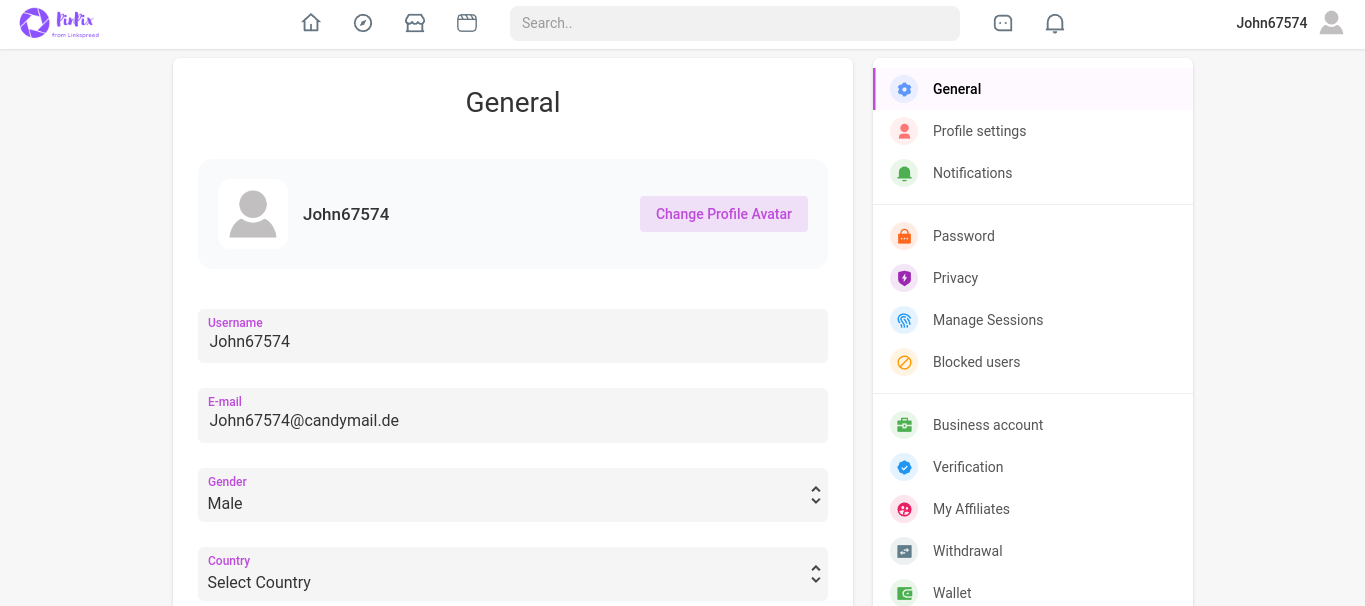 PinPix
from Linkspread
Search..
John67574
General
John67574
Change Profile Avatar
Username
John67574
E-mail
John67574@candymail.de
Gender
Male
Country
Select Country
General
Profile settings
Notifications
Password
Privacy
Manage Sessions
Blocked users
Business account
Verification
My Affiliates
Withdrawal
Wallet